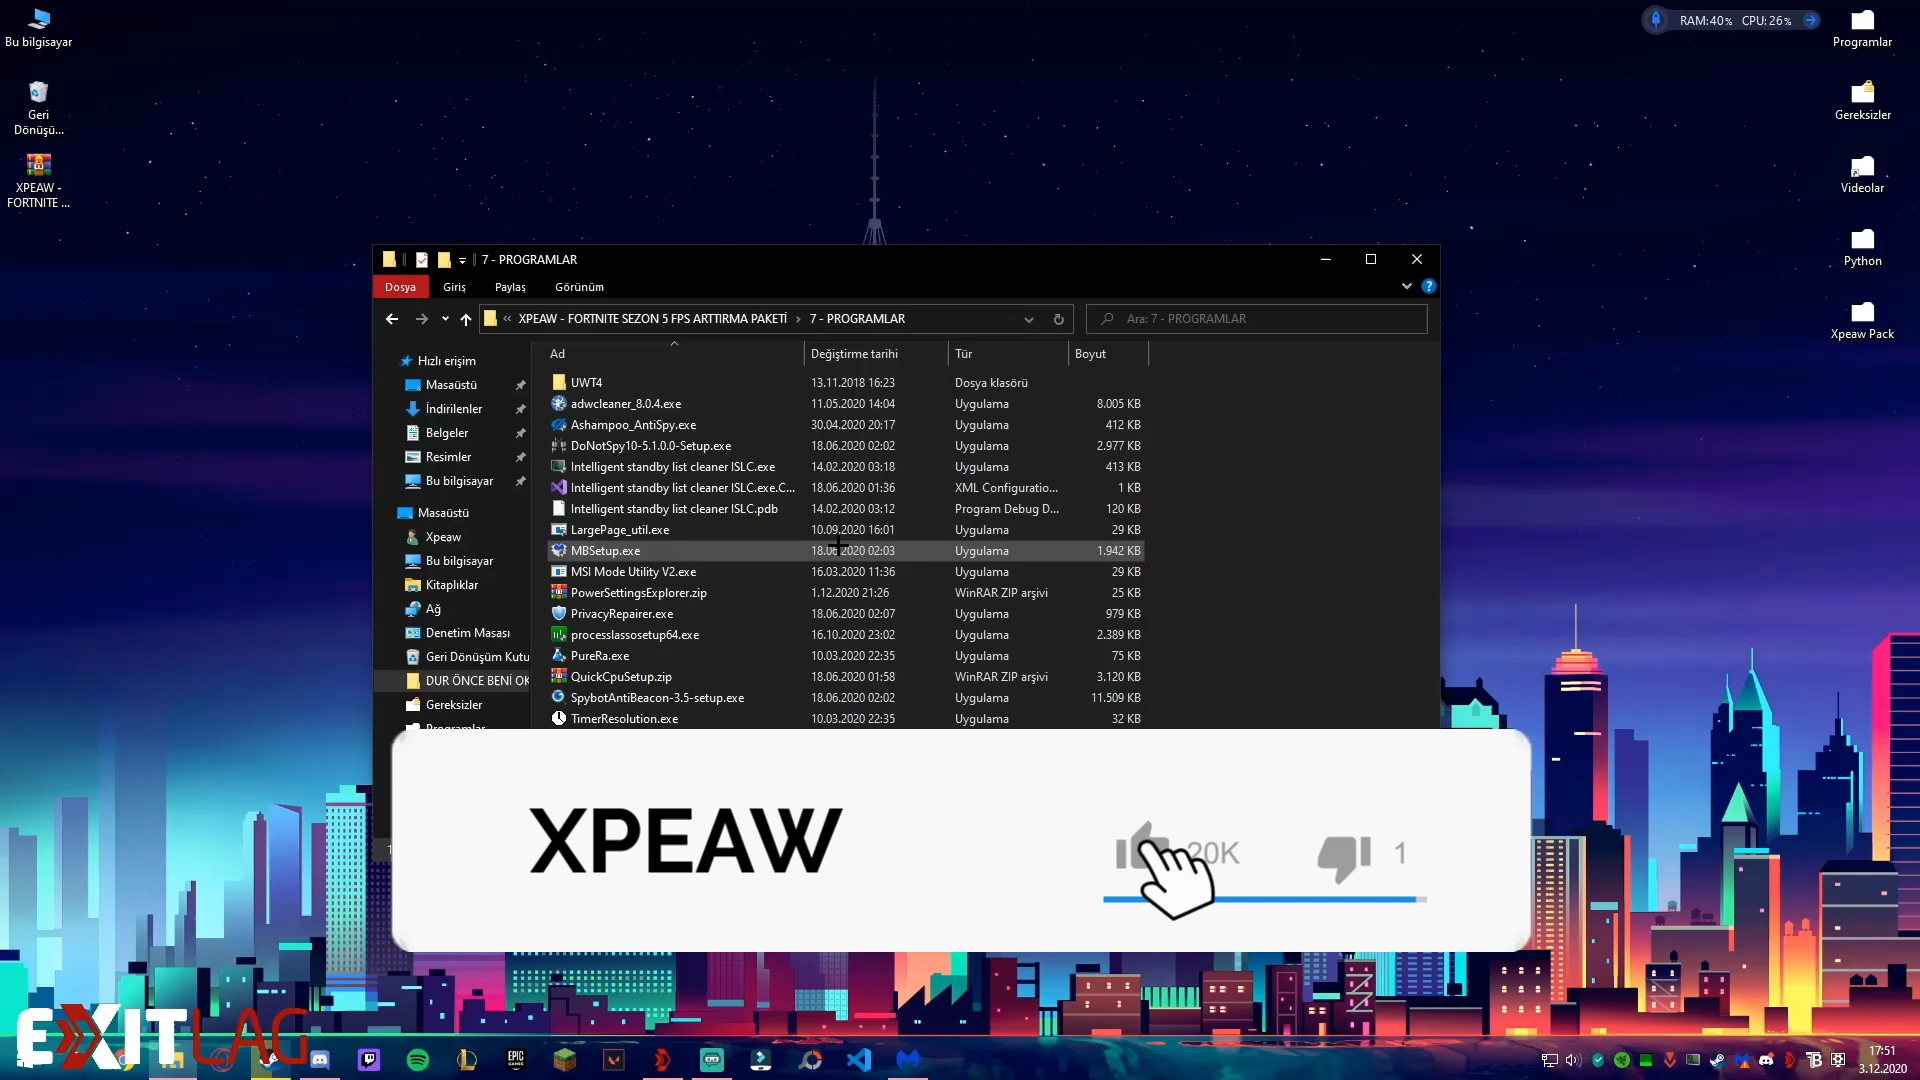 Bu bilgisayar
Geri
Dönüşü...
XPEAW -
FORTNITE ...
RAM:40% CPU:26%
Programlar
Gereksizler
Videolar
Python
Xpeaw Pack
7 - PROGRAMLAR
Dosya Giriş Paylaş Görünüm
« XPEAW - FORTNITE SEZON 5 FPS ARTTIRMA PAKETİ › 7 - PROGRAMLAR
Ara: 7 - PROGRAMLAR
Hızlı erişim
Masaüstü
İndirilenler
Belgeler
Resimler
Bu bilgisayar
Masaüstü
Xpeaw
Bu bilgisayar
Kitaplıklar
Ağ
Denetim Masası
Geri Dönüşüm Kutu
DUR ÖNCE BENİ OK
Gereksizler
Programlar
Ad Değiştirme tarihi Tür Boyut
UWT4 13.11.2018 16:23 Dosya klasörü
adwcleaner_8.0.4.exe 11.05.2020 14:04 Uygulama 8.005 KB
Ashampoo_AntiSpy.exe 30.04.2020 20:17 Uygulama 412 KB
DoNotSpy10-5.1.0.0-Setup.exe 18.06.2020 02:02 Uygulama 2.977 KB
Intelligent standby list cleaner ISLC.exe 14.02.2020 03:18 Uygulama 413 KB
Intelligent standby list cleaner ISLC.exe.C... 18.06.2020 01:36 XML Configuratio... 1 KB
Intelligent standby list cleaner ISLC.pdb 14.02.2020 03:12 Program Debug D... 120 KB
LargePage_util.exe 10.09.2020 16:01 Uygulama 29 KB
MBSetup.exe 18.06.2020 02:03 Uygulama 1.942 KB
MSI Mode Utility V2.exe 16.03.2020 11:36 Uygulama 29 KB
PowerSettingsExplorer.zip 1.12.2020 21:26 WinRAR ZIP arşivi 25 KB
PrivacyRepairer.exe 18.06.2020 02:07 Uygulama 979 KB
processlassosetup64.exe 16.10.2020 23:02 Uygulama 2.389 KB
PureRa.exe 10.03.2020 22:35 Uygulama 75 KB
QuickCpuSetup.zip 18.06.2020 01:58 WinRAR ZIP arşivi 3.120 KB
SpybotAntiBeacon-3.5-setup.exe 18.06.2020 02:02 Uygulama 11.509 KB
TimerResolution.exe 10.03.2020 22:35 Uygulama 32 KB
XPEAW
20K 1
EXITLAG
EPIC
GAMES
17:51
3.12.2020